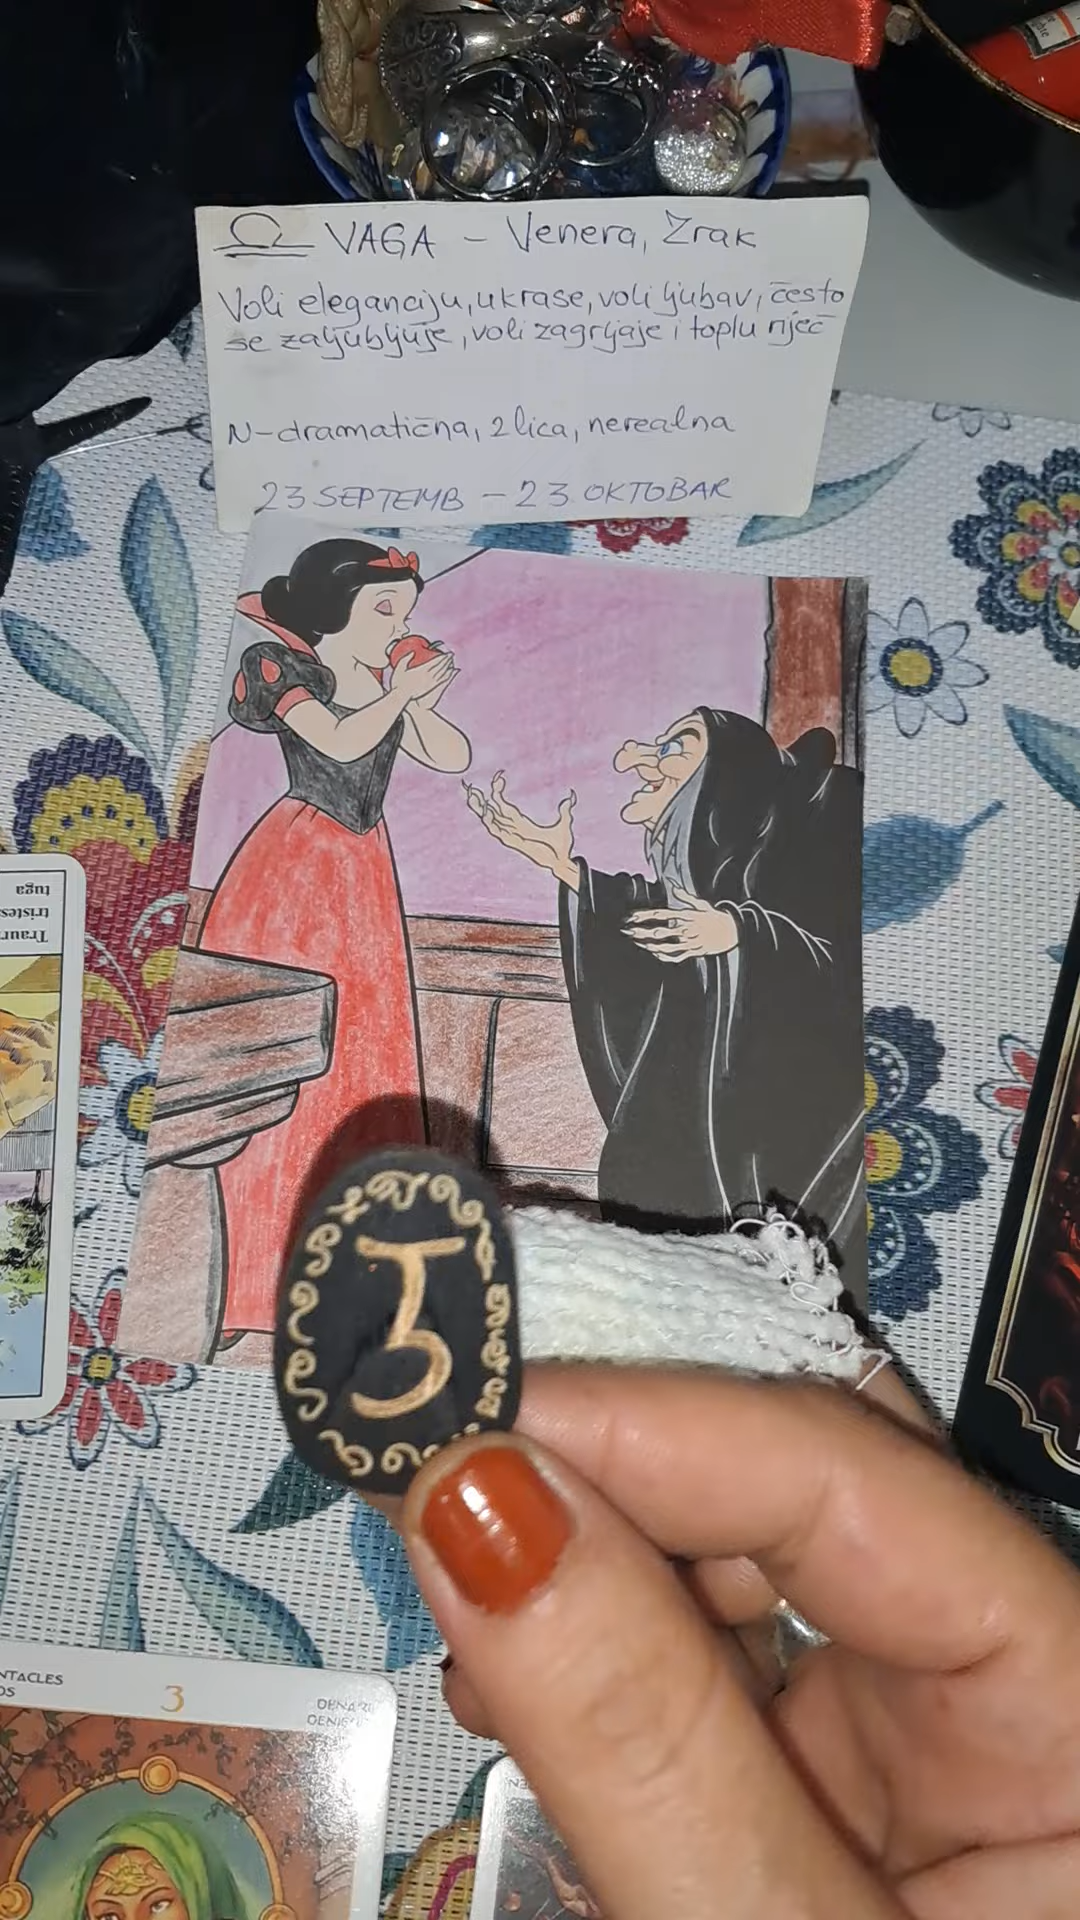 ♎ VAGA - Venera, Zrak
Voli eleganciju, ukrase, voli ljubav, često
se zaljubljuje, voli zagrljaje i toplu riječ
N-dramatična, 2 lica, nerealna
23 SEPTEMB - 23 OKTOBAR
tuga
3